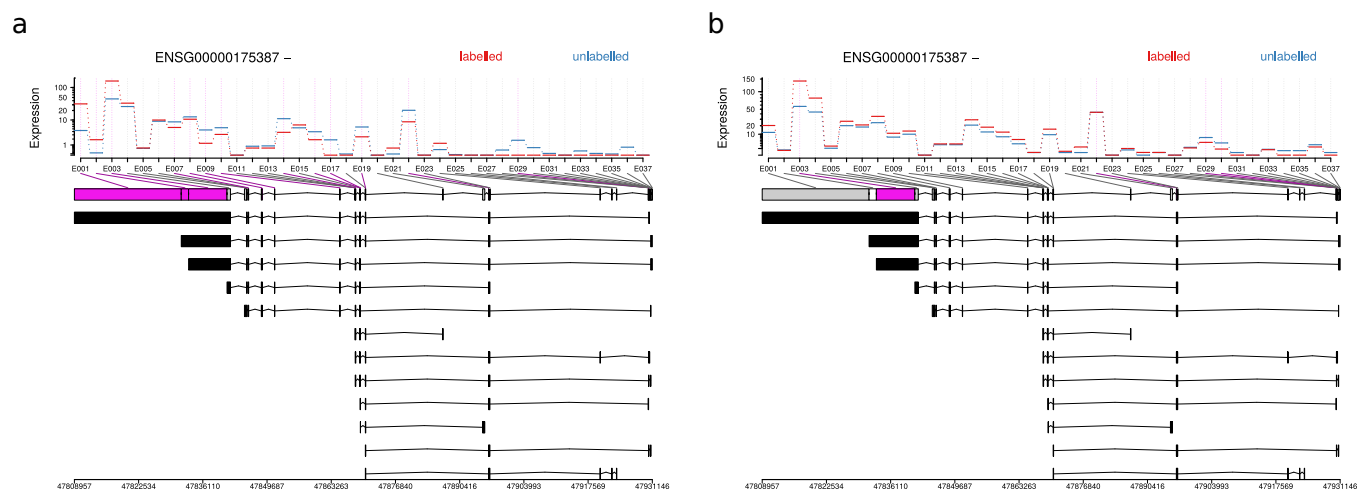 a
ENSG00000175387 −
labelled
unlabelled
Expression
100
50
20
10
1
E001 E003 E005 E007 E009 E011 E013 E015 E017 E019 E021 E023 E025 E027 E029 E031 E033 E035 E037
47808957 47822534 47836110 47849687 47863263 47876840 47890416 47903993 47917569 47931146
b
ENSG00000175387 −
labelled
unlabelled
Expression
150
100
50
10
E001 E003 E005 E007 E009 E011 E013 E015 E017 E019 E021 E023 E025 E027 E029 E031 E033 E035 E037
47808957 47822534 47836110 47849687 47863263 47876840 47890416 47903993 47917569 47931146